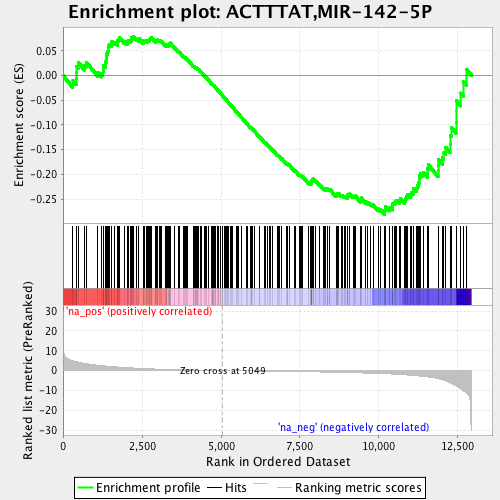 Enrichment plot: ACTTTAT,MIR-142-5P
Enrichment score (ES)
0.05
0.00
-0.05
-0.10
-0.15
-0.20
-0.25
'na_pos' (positively correlated)
Ranked list metric (PreRanked)
30
20
10
0
-10
-20
-30
Zero cross at 5049
'na_neg' (negatively correlated)
0
2,500
5,000
7,500
10,000
12,500
Rank in Ordered Dataset
Enrichment profile
Hits
Ranking metric scores